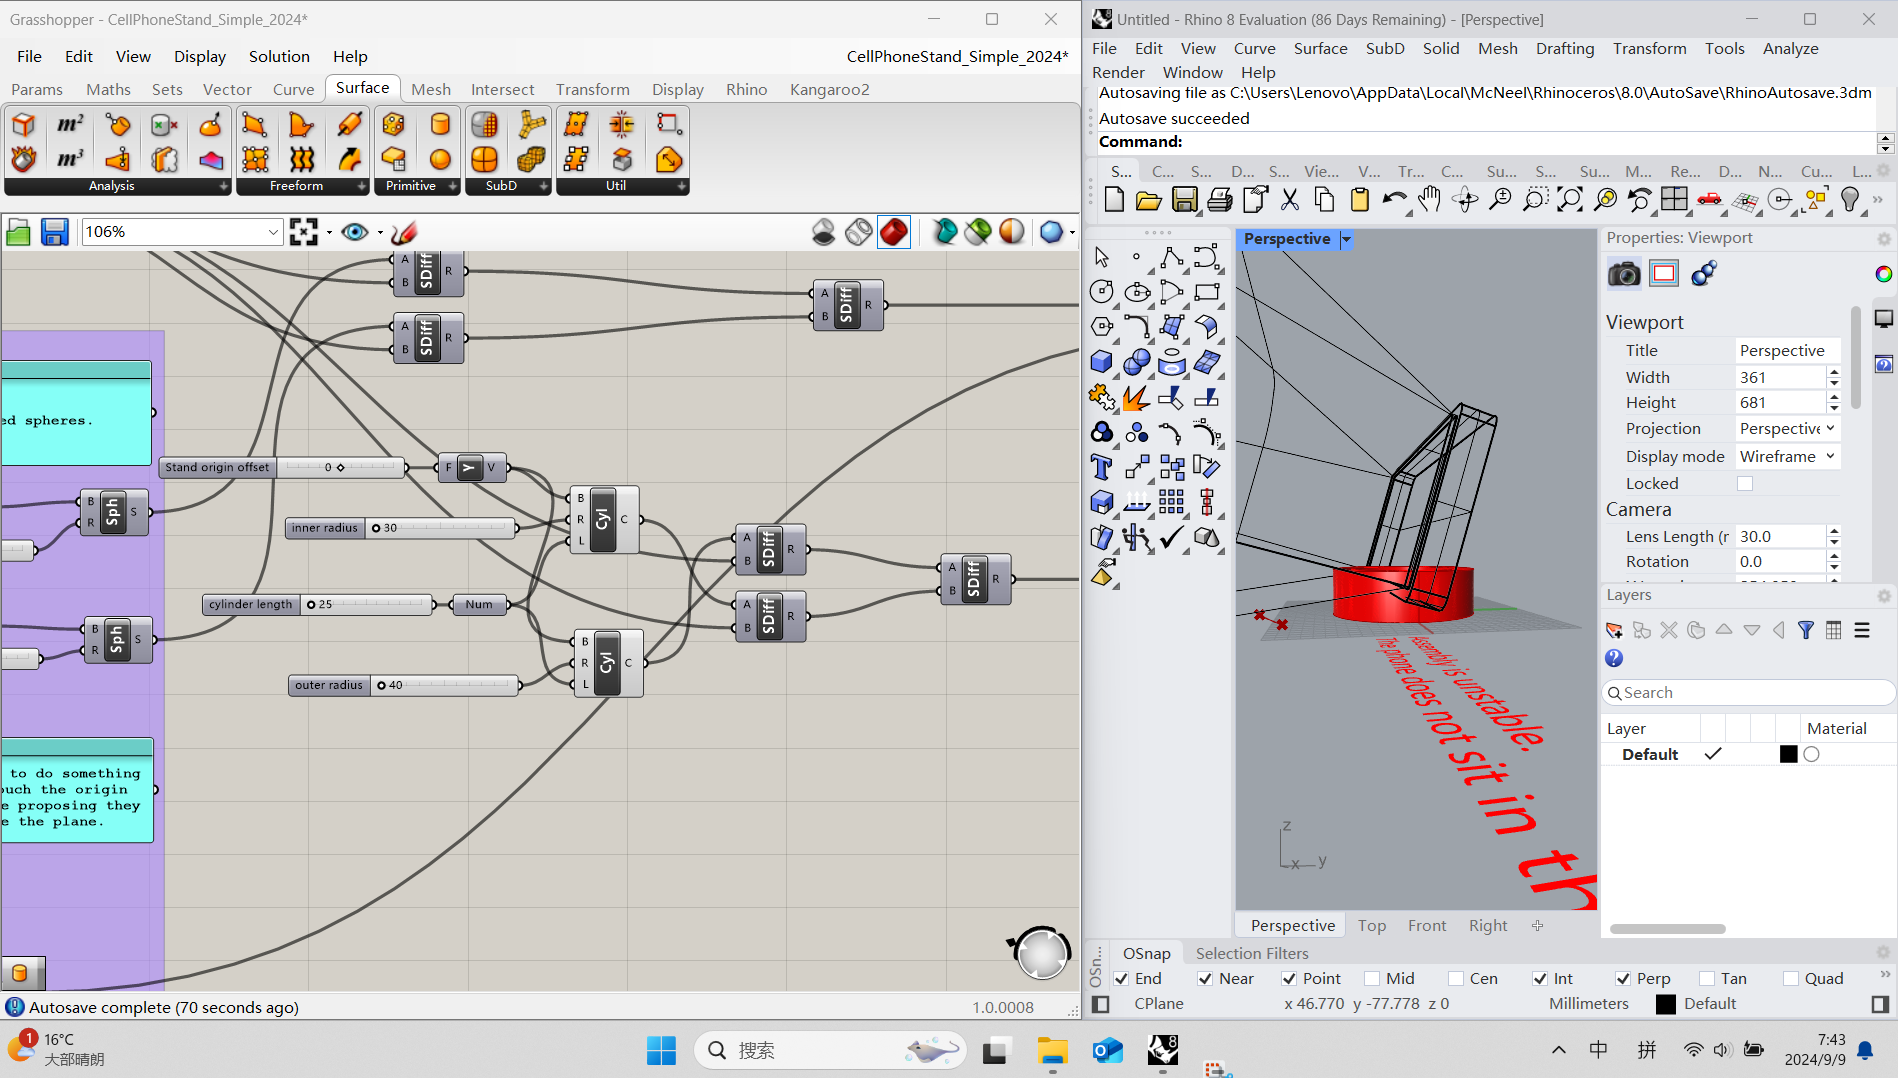 Grasshopper - CellPhoneStand_Simple_2024*
File Edit View Display Solution Help
CellPhoneStand_Simple_2024*
Params Maths Sets Vector Curve Surface Mesh Intersect Transform Display Rhino Kangaroo2
m² m³
Analysis Freeform Primitive SubD Util
106%
A B SDiff R
A B SDiff R
A B SDiff R
ed spheres.
Stand origin offset 0
F Y V
B R Sph S
inner radius 30
B R L Cyl C
A B SDiff R
A B SDiff R
A B SDiff R
cylinder length 25
Num
B R Sph S
B R L Cyl C
outer radius 40
to do something
ouch the origin
e proposing they
e the plane.
Autosave complete (70 seconds ago)
1.0.0008
Untitled - Rhino 8 Evaluation (86 Days Remaining) - [Perspective]
File Edit View Curve Surface SubD Solid Mesh Drafting Transform Tools Analyze
Render Window Help
Autosaving file as C:\Users\Lenovo\AppData\Local\McNeel\Rhinoceros\8.0\AutoSave\RhinoAutosave.3dm
Autosave succeeded
Command:
S... C... S... D... S... Vie... V... Tr... C... Su... S... Su... M... Re... D... N... Cu... L...
Perspective
Assembly is unstable.
The phone does not sit in th
z
x y
Perspective Top Front Right
Properties: Viewport
Viewport
Title Perspective
Width 361
Height 681
Projection Perspective
Display mode Wireframe
Locked
Camera
Lens Length (r 30.0
Rotation 0.0
Layers
Search
Layer Material
Default
OSn...
OSnap Selection Filters
End Near Point Mid Cen Int Perp Tan Quad
CPlane x 46.770 y -77.778 z 0 Millimeters Default
1
16°C
大部晴朗
搜索
8
中 拼
7:43
2024/9/9